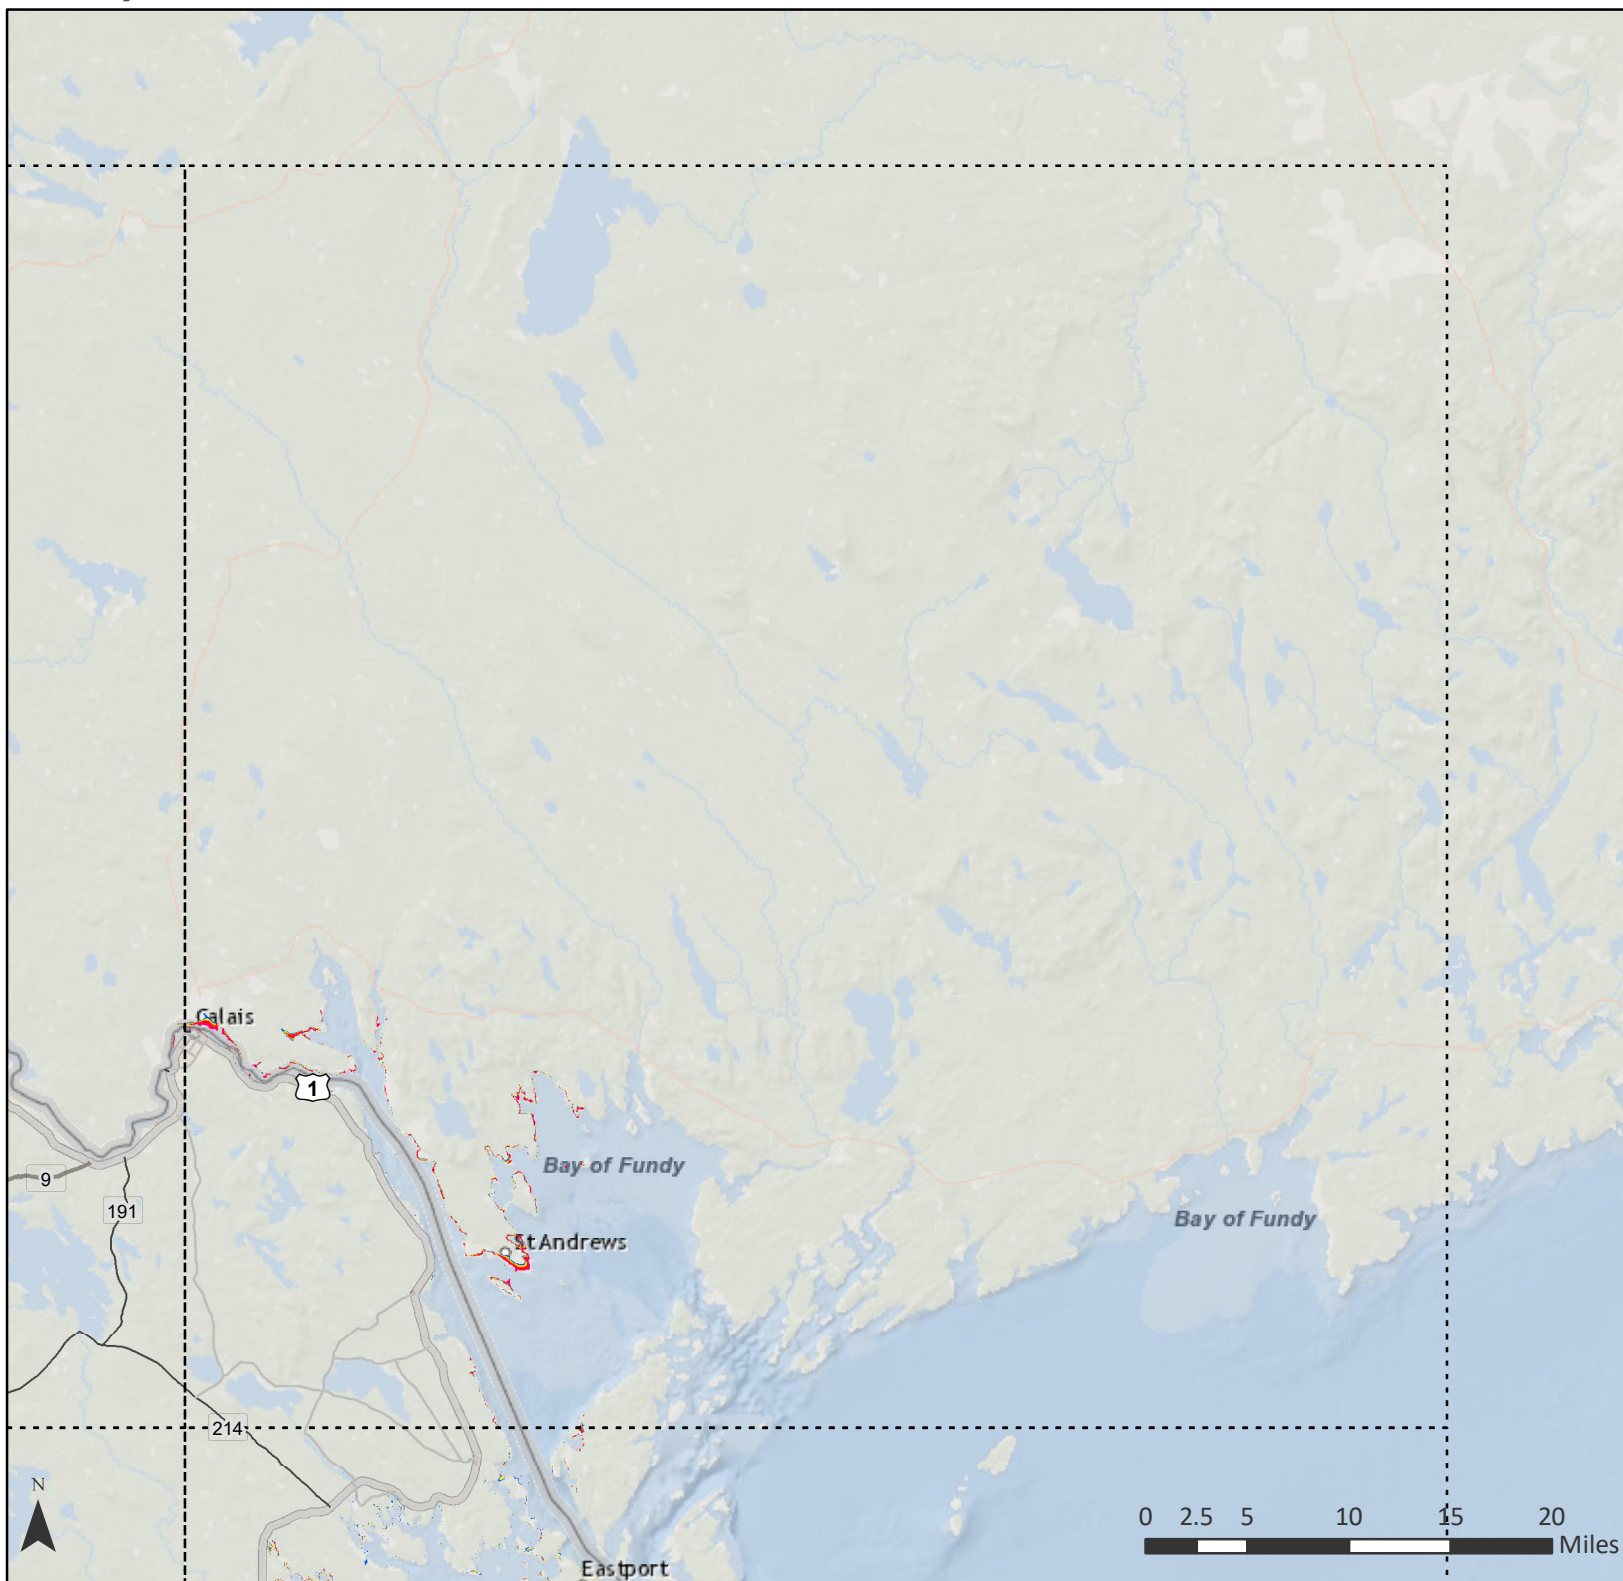 Calais
1
Bay of Fundy
9
191
Bay of Fundy
St Andrews
214
N
0 2.5 5 10 15 20
Miles
Eastport